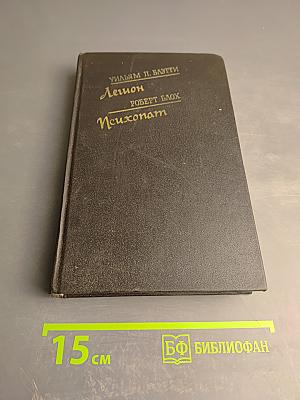 УИЛЬЯМ П. БЛЭТТИ
Легион
РОБЕРТ БЛОХ
Психопат
15 см
БФ БИБЛИОФАН